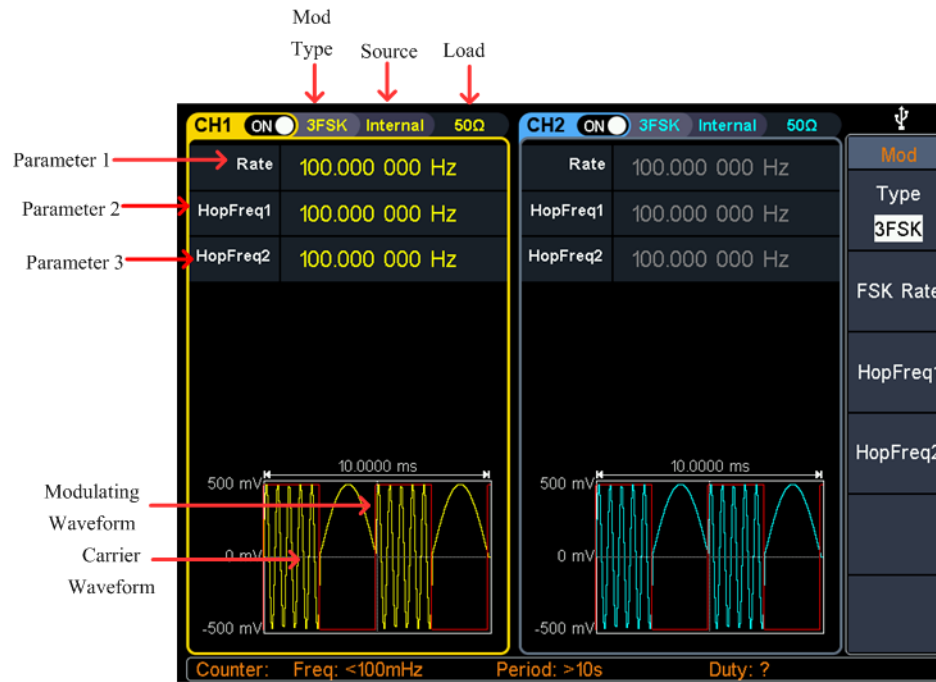 Mod
Type
Source
Load
CH1 ON 3FSK Internal 50Ω
CH2 ON 3FSK Internal 50Ω
Parameter 1
Rate 100.000 000 Hz
Rate 100.000 000 Hz
Mod
Parameter 2
HopFreq1 100.000 000 Hz
HopFreq1 100.000 000 Hz
Type
3FSK
Parameter 3
HopFreq2 100.000 000 Hz
HopFreq2 100.000 000 Hz
FSK Rate
HopFreq1
HopFreq2
10.0000 ms
10.0000 ms
500 mV
500 mV
Modulating
Waveform
0 mV
0 mV
Carrier
Waveform
-500 mV
-500 mV
Counter: Freq: <100mHz Period: >10s Duty: ?